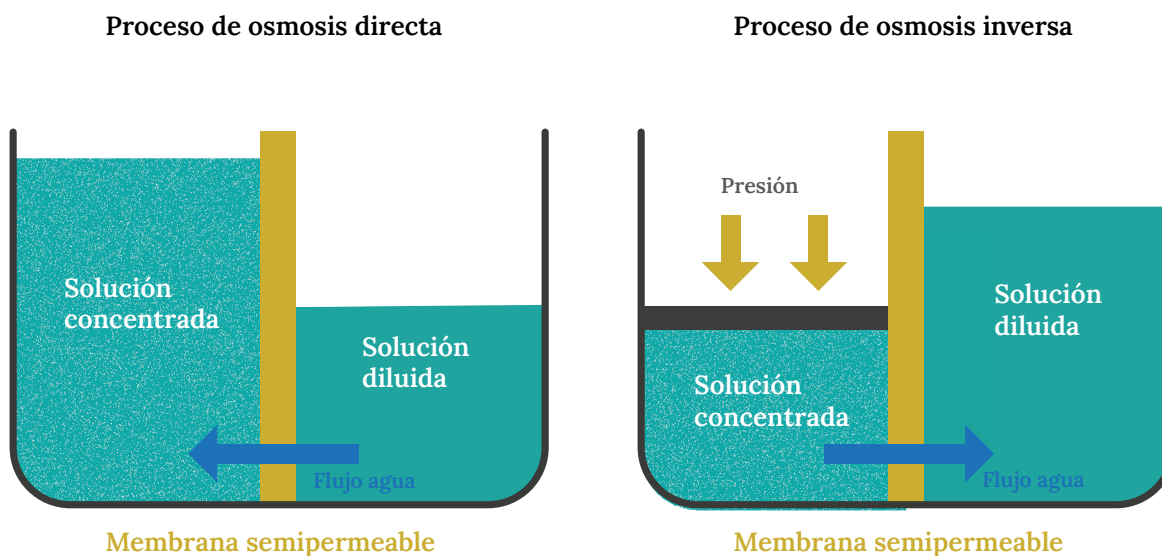 Proceso de osmosis directa
Solución
concentrada
Solución
diluida
Flujo agua
Membrana semipermeable
Proceso de osmosis inversa
Presión
Solución
concentrada
Solución
diluida
Flujo agua
Membrana semipermeable